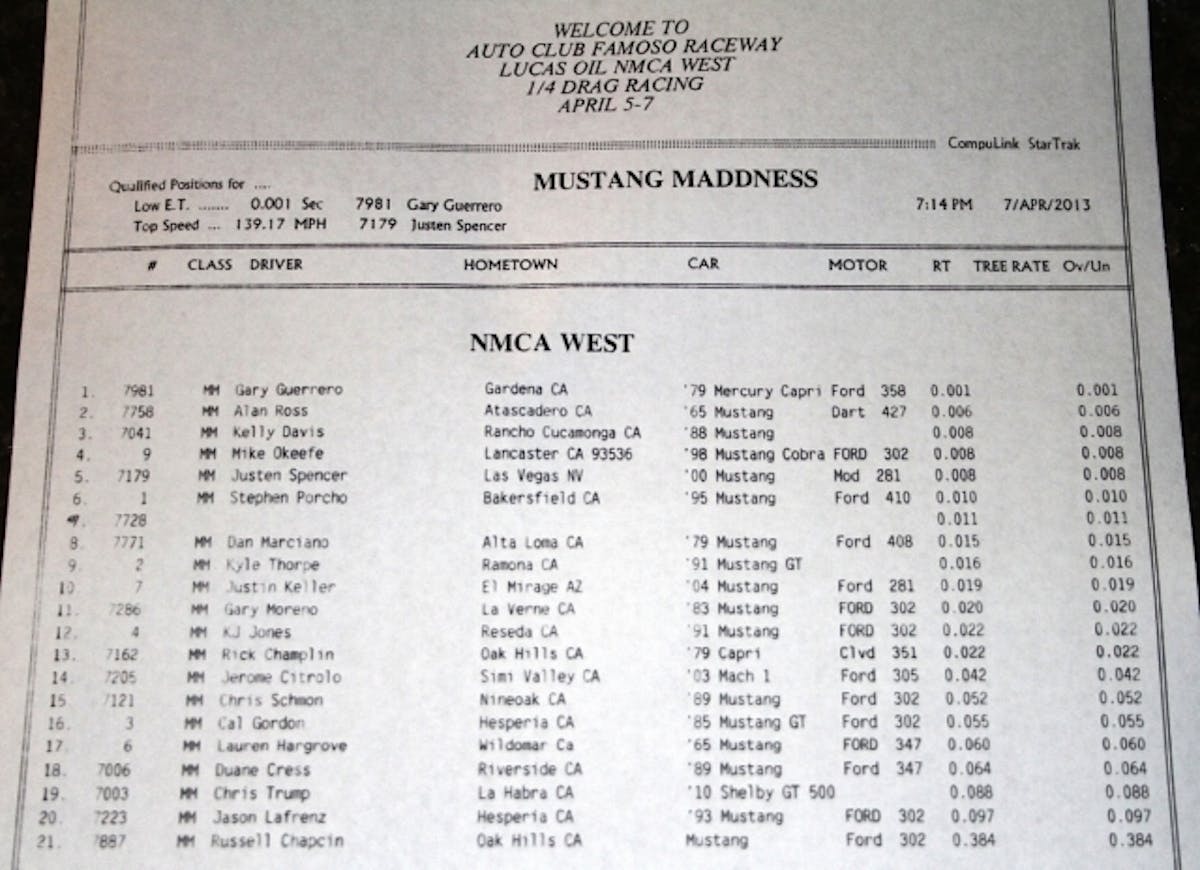 WELCOME TO
AUTO CLUB FAMOSO RACEWAY
LUCAS OIL NMCA WEST
1/4 DRAG RACING
APRIL 5-7
CompuLink StarTrak
Qualified Positions for ....
MUSTANG MADDNESS
Low E.T. ........ 0.001 Sec 7981 Gary Guerrero 7:14 PM 7/APR/2013
Top Speed ... 139.17 MPH 7179 Justen Spencer
# CLASS DRIVER HOMETOWN CAR MOTOR RT TREE RATE Ov/Un
NMCA WEST
1. 7981 MM Gary Guerrero Gardena CA '79 Mercury Capri Ford 358 0.001 0.001
2. 7758 MM Alan Ross Atascadero CA '65 Mustang Dart 427 0.006 0.006
3. 7041 MM Kelly Davis Rancho Cucamonga CA '88 Mustang 0.008 0.008
4. 9 MM Mike Okeefe Lancaster CA 93536 '98 Mustang Cobra FORD 302 0.008 0.008
5. 7179 MM Justen Spencer Las Vegas NV '00 Mustang Mod 281 0.008 0.008
6. 1 MM Stephen Porcho Bakersfield CA '95 Mustang Ford 410 0.010 0.010
7. 7728 0.011 0.011
8. 7771 MM Dan Marciano Alta Loma CA '79 Mustang Ford 408 0.015 0.015
9. 2 MM Kyle Thorpe Ramona CA '91 Mustang GT 0.016 0.016
10 7 MM Justin Keller El Mirage AZ '04 Mustang Ford 281 0.019 0.019
11. 7286 MM Gary Moreno La Verne CA '83 Mustang FORD 302 0.020 0.020
12. 4 MM KJ Jones Reseda CA '91 Mustang FORD 302 0.022 0.022
13. 7162 MM Rick Champlin Oak Hills CA '79 Capri Clvd 351 0.022 0.022
14. 7205 MM Jerome Citrolo Simi Valley CA '03 Mach 1 Ford 305 0.042 0.042
15 7121 MM Chris Schmon Nineoak CA '89 Mustang Ford 302 0.052 0.052
16. 3 MM Cal Gordon Hesperia CA '85 Mustang GT Ford 302 0.055 0.055
17. 6 MM Lauren Hargrove Wildomar Ca '65 Mustang FORD 347 0.060 0.060
18. 7006 MM Duane Cress Riverside CA '89 Mustang Ford 347 0.064 0.064
19. 7003 MM Chris Trump La Habra CA '10 Shelby GT 500 0.088 0.088
20. 7223 MM Jason Lafrenz Hesperia CA '93 Mustang FORD 302 0.097 0.097
21. 7887 MM Russell Chapcin Oak Hills CA Mustang Ford 302 0.384 0.384